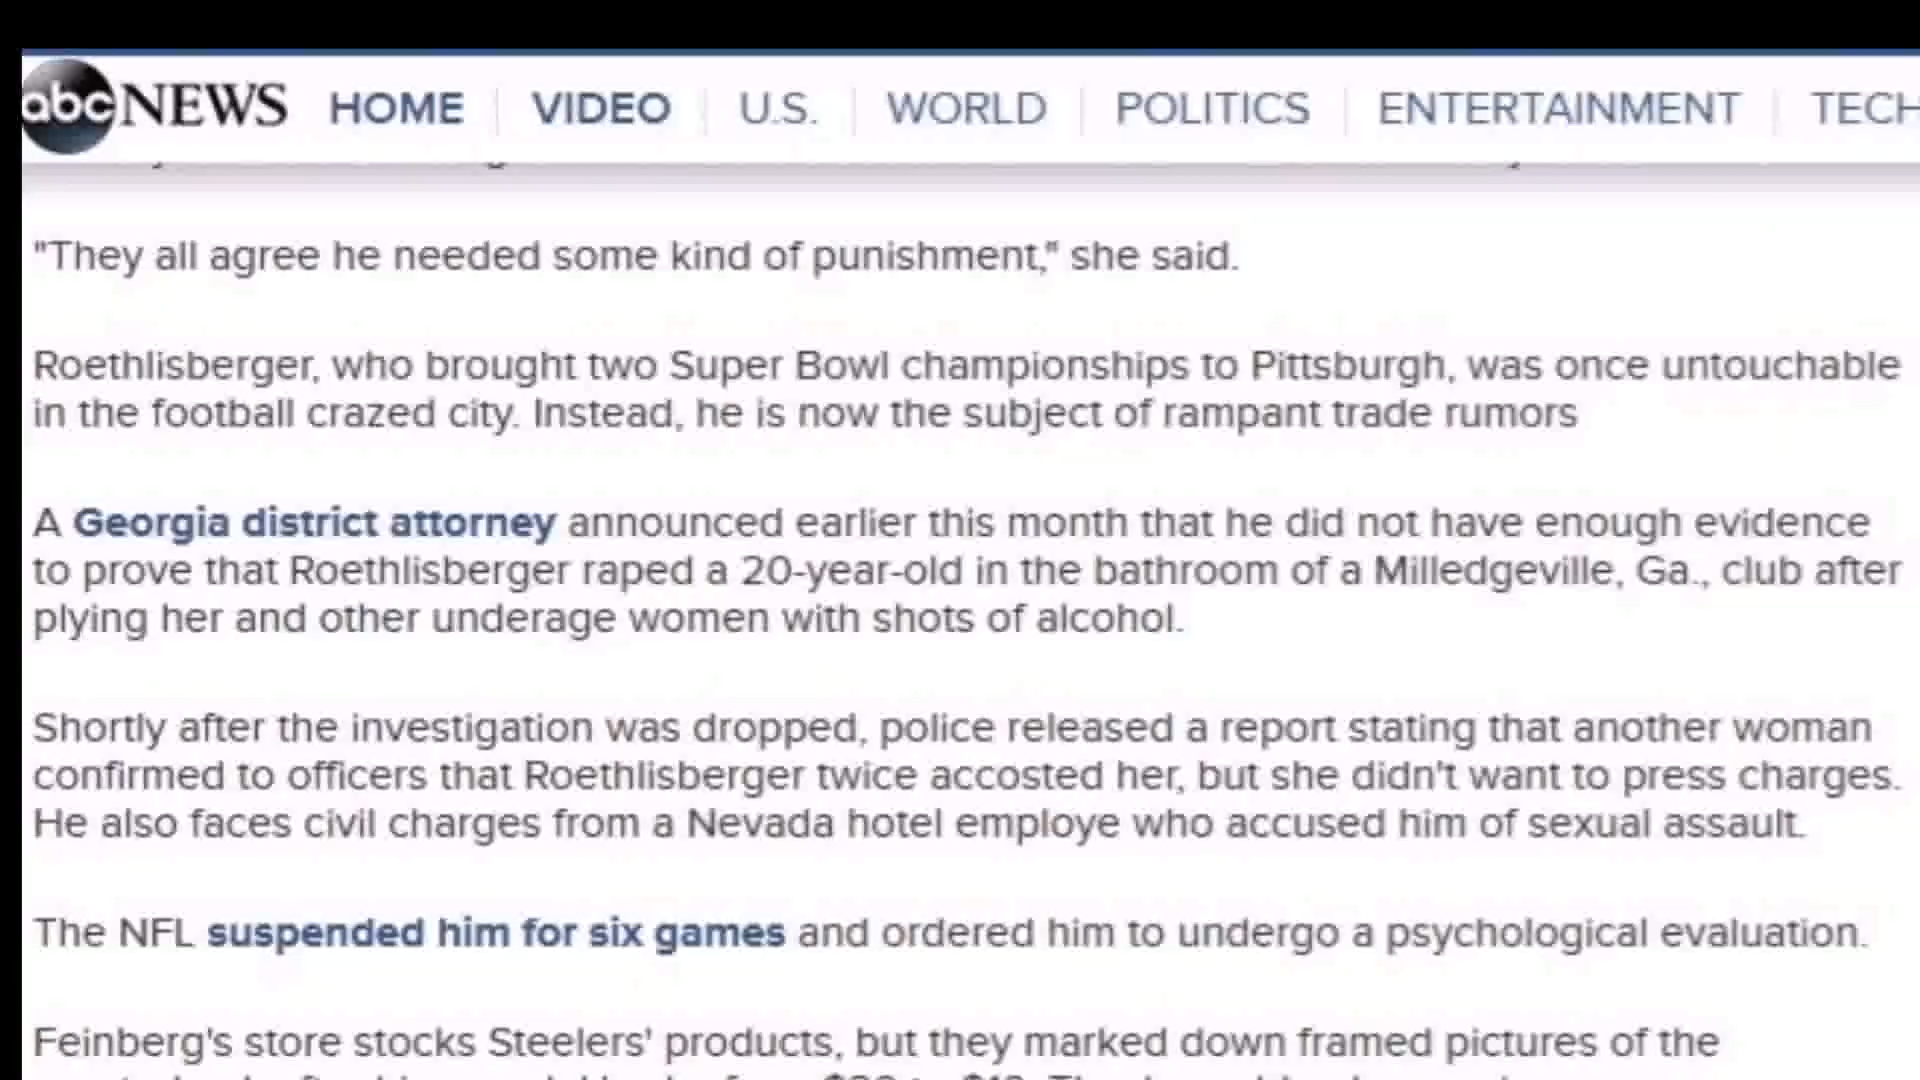 abc NEWS HOME VIDEO U.S. WORLD POLITICS ENTERTAINMENT TECH
"They all agree he needed some kind of punishment," she said.
Roethlisberger, who brought two Super Bowl championships to Pittsburgh, was once untouchable
in the football crazed city. Instead, he is now the subject of rampant trade rumors
A Georgia district attorney announced earlier this month that he did not have enough evidence
to prove that Roethlisberger raped a 20-year-old in the bathroom of a Milledgeville, Ga., club after
plying her and other underage women with shots of alcohol.
Shortly after the investigation was dropped, police released a report stating that another woman
confirmed to officers that Roethlisberger twice accosted her, but she didn't want to press charges.
He also faces civil charges from a Nevada hotel employe who accused him of sexual assault.
The NFL suspended him for six games and ordered him to undergo a psychological evaluation.
Feinberg's store stocks Steelers' products, but they marked down framed pictures of the